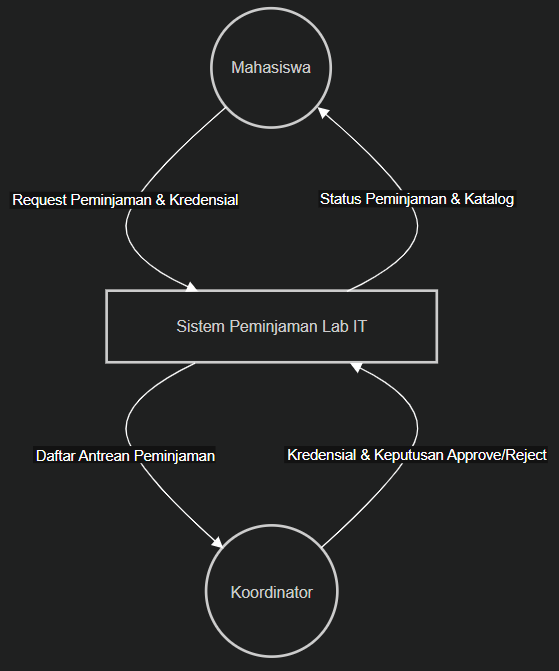 Mahasiswa
Request Peminjaman & Kredensial
Status Peminjaman & Katalog
Sistem Peminjaman Lab IT
Daftar Antrean Peminjaman
Kredensial & Keputusan Approve/Reject
Koordinator